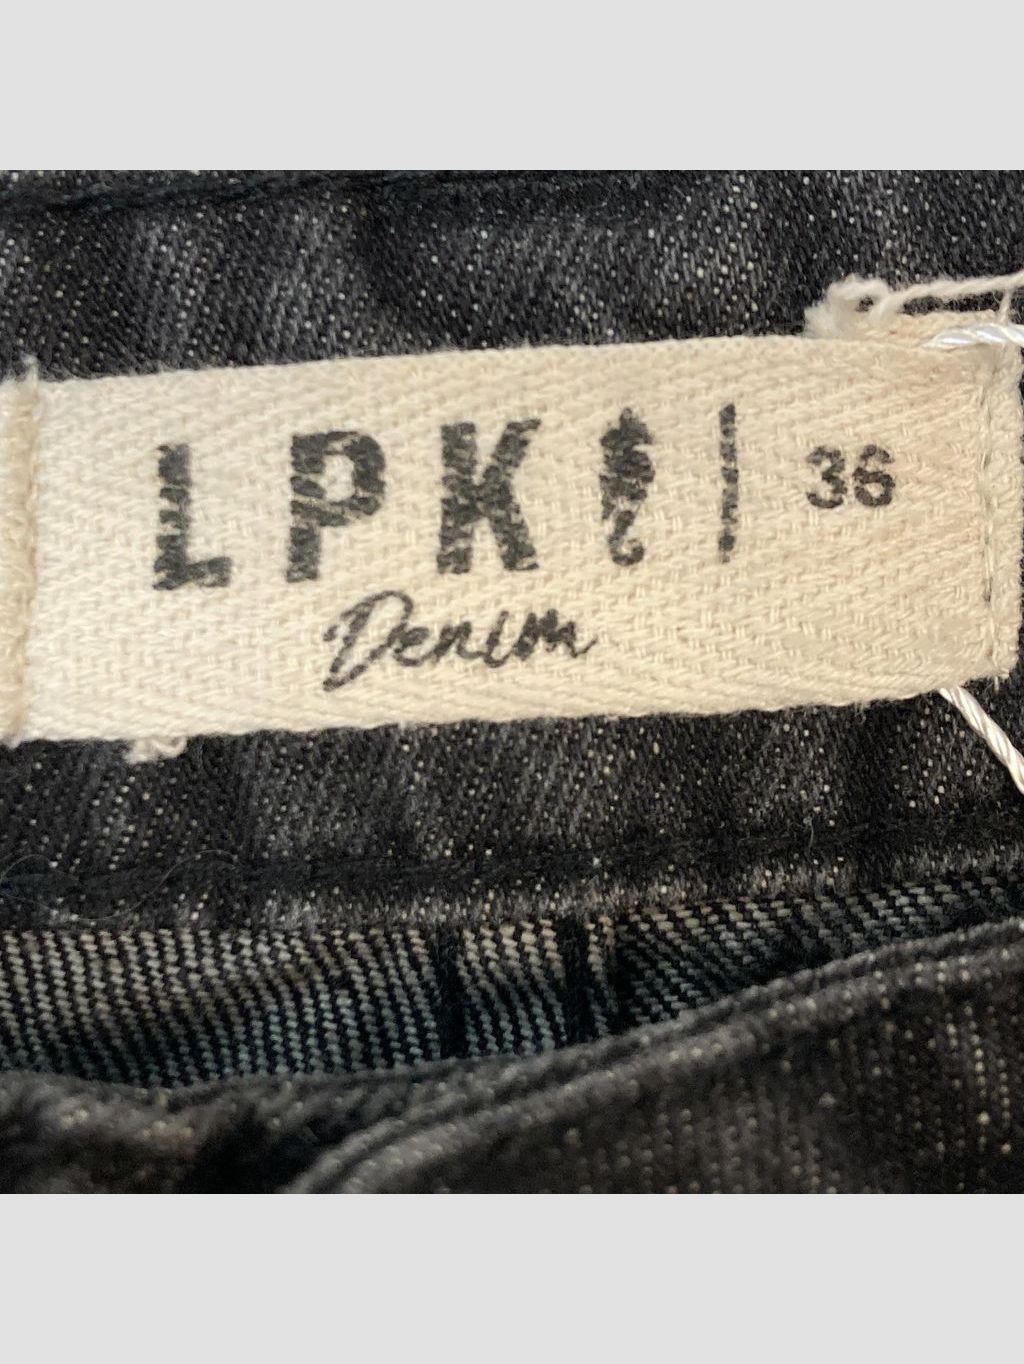 LPK | 36
Denim